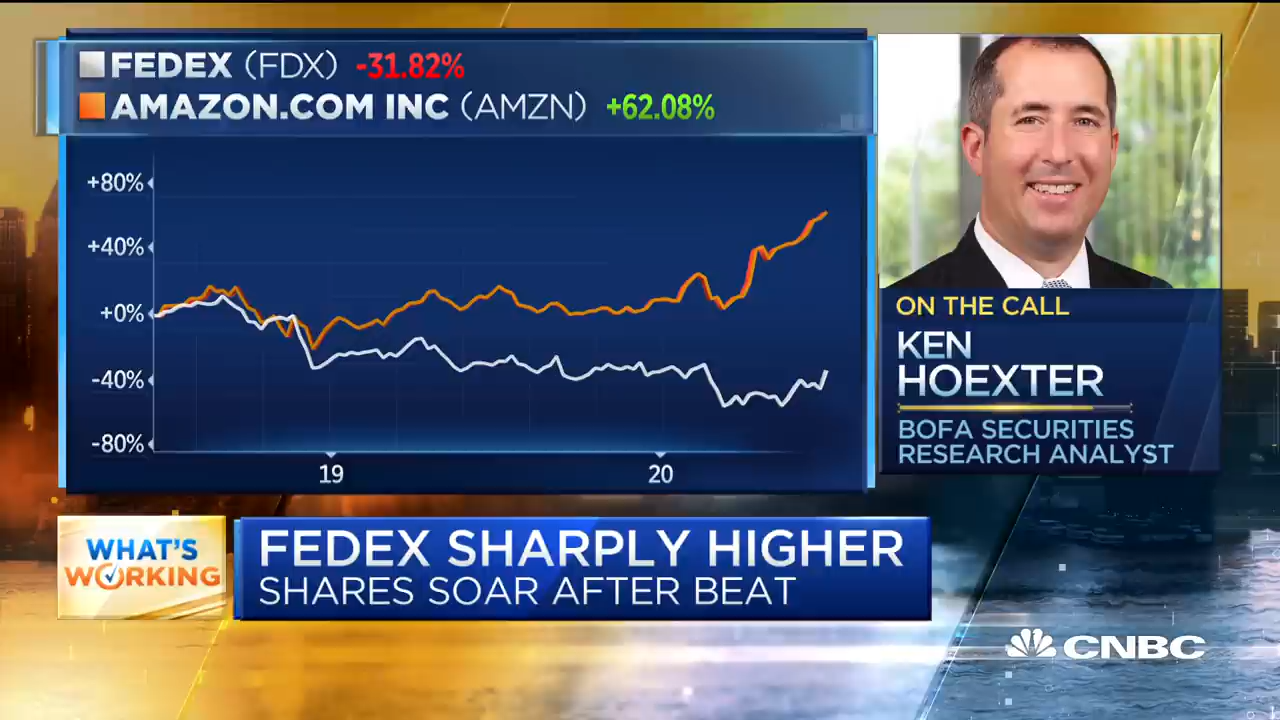 FEDEX (FDX) -31.82%
AMAZON.COM INC (AMZN) +62.08%
+80%
+40%
+0%
-40%
-80%
19 20
ON THE CALL
KEN
HOEXTER
BOFA SECURITIES
RESEARCH ANALYST
WHAT'S
WORKING
FEDEX SHARPLY HIGHER
SHARES SOAR AFTER BEAT
CNBC